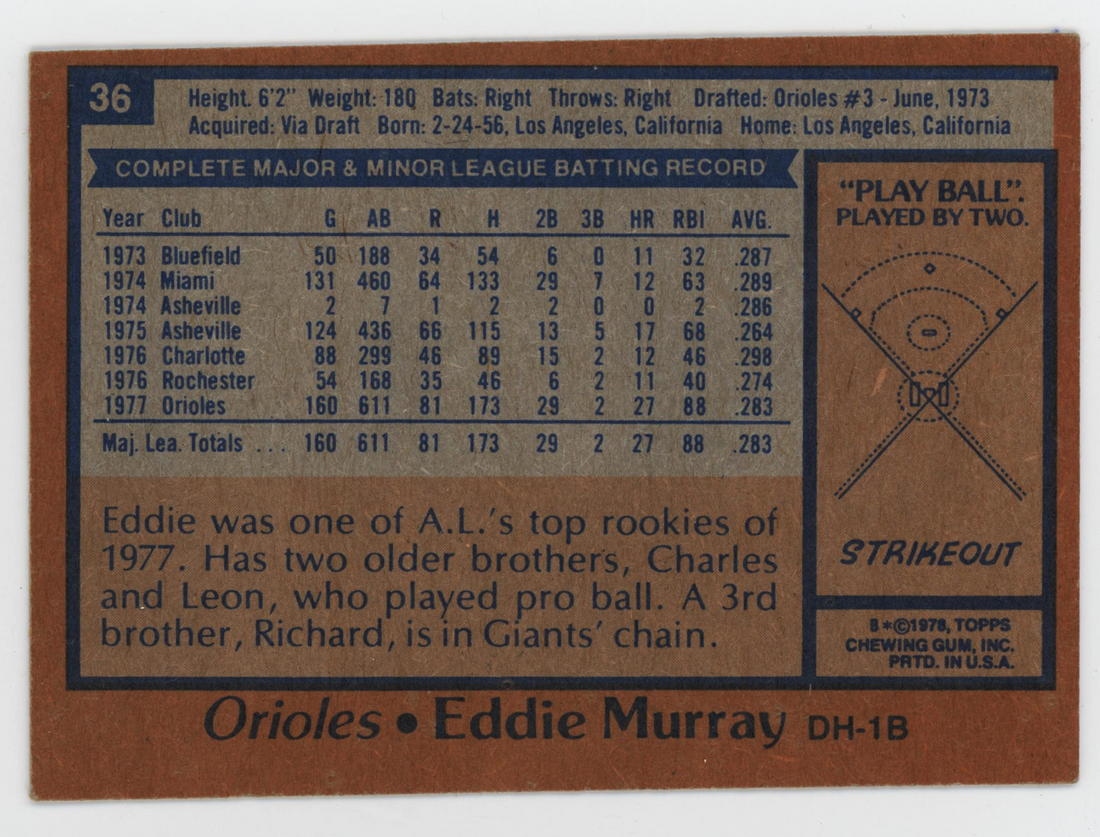 36
Height. 6'2" Weight: 180 Bats: Right Throws: Right Drafted: Orioles #3 - June, 1973
Acquired: Via Draft Born: 2-24-56, Los Angeles, California Home: Los Angeles, California
COMPLETE MAJOR & MINOR LEAGUE BATTING RECORD
Year Club G AB R H 2B 3B HR RBI AVG.
1973 Bluefield 50 188 34 54 6 0 11 32 .287
1974 Miami 131 460 64 133 29 7 12 63 .289
1974 Asheville 2 7 1 2 2 0 0 2 .286
1975 Asheville 124 436 66 115 13 5 17 68 .264
1976 Charlotte 88 299 46 89 15 2 12 46 .298
1976 Rochester 54 168 35 46 6 2 11 40 .274
1977 Orioles 160 611 81 173 29 2 27 88 .283
Maj. Lea. Totals . . . 160 611 81 173 29 2 27 88 .283
Eddie was one of A.L.'s top rookies of
1977. Has two older brothers, Charles
and Leon, who played pro ball. A 3rd
brother, Richard, is in Giants' chain.
"PLAY BALL".
PLAYED BY TWO.
STRIKEOUT
B*©1978, TOPPS
CHEWING GUM, INC.
PRTD. IN U.S.A.
Orioles • Eddie Murray DH-1B